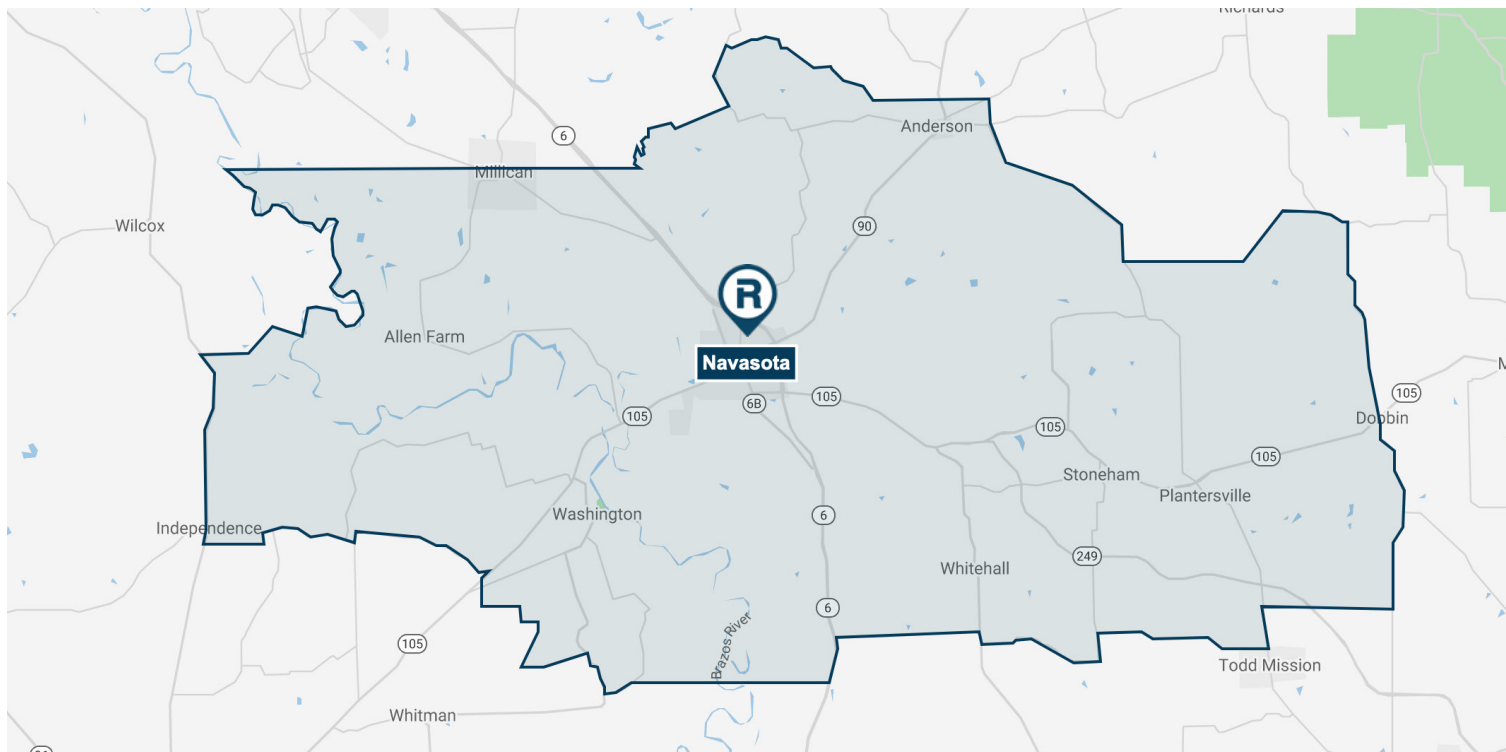 Richards
Anderson
6
Millican
Wilcox
90
R
Allen Farm
Navasota
105
6B
105
105
105
Dobbin
105
Stoneham
Plantersville
Washington
6
Independence
249
Whitehall
6
Brazos River
105
Todd Mission
Whitman